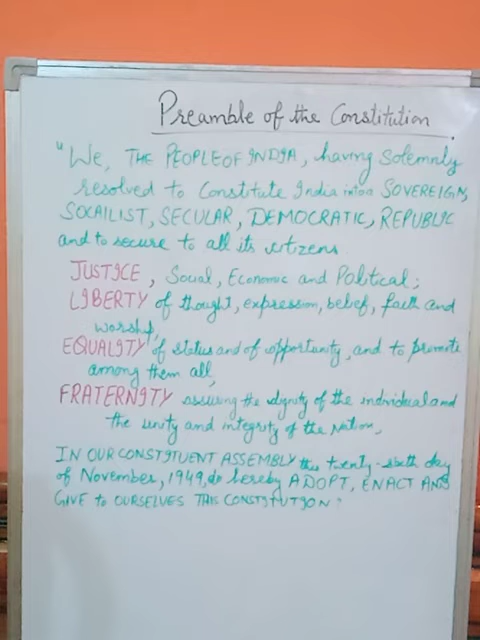 Preamble of the Constitution
"We, THE PEOPLE OF INDIA, having solemnly
resolved to Constitute India into a SOVEREIGN,
SOCAILIST, SECULAR, DEMOCRATIC, REPUBLIC
and to secure to all its citizens
JUSTICE, Social, Economic and Political;
LIBERTY of thought, expression, belief, faith and
worship,
EQUALITY of status and of opportunity, and to promote
among them all,
FRATERNITY assuring the dignity of the individual and
the unity and integrity of the Nation,
IN OUR CONSTITUENT ASSEMBLY this twenty-sixth day
of November, 1949, do hereby ADOPT, ENACT AND
GIVE to OURSELVES THIS CONSTITUTION"